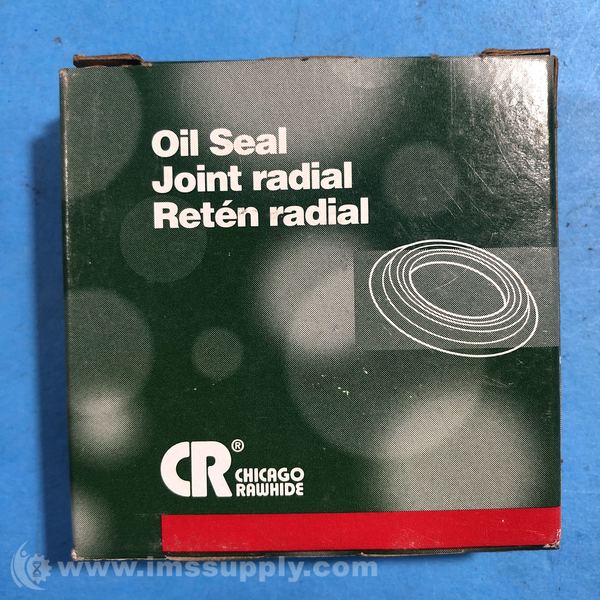 Oil Seal
Joint radial
Retén radial
CR® CHICAGO
RAWHIDE
www.imssupply.com